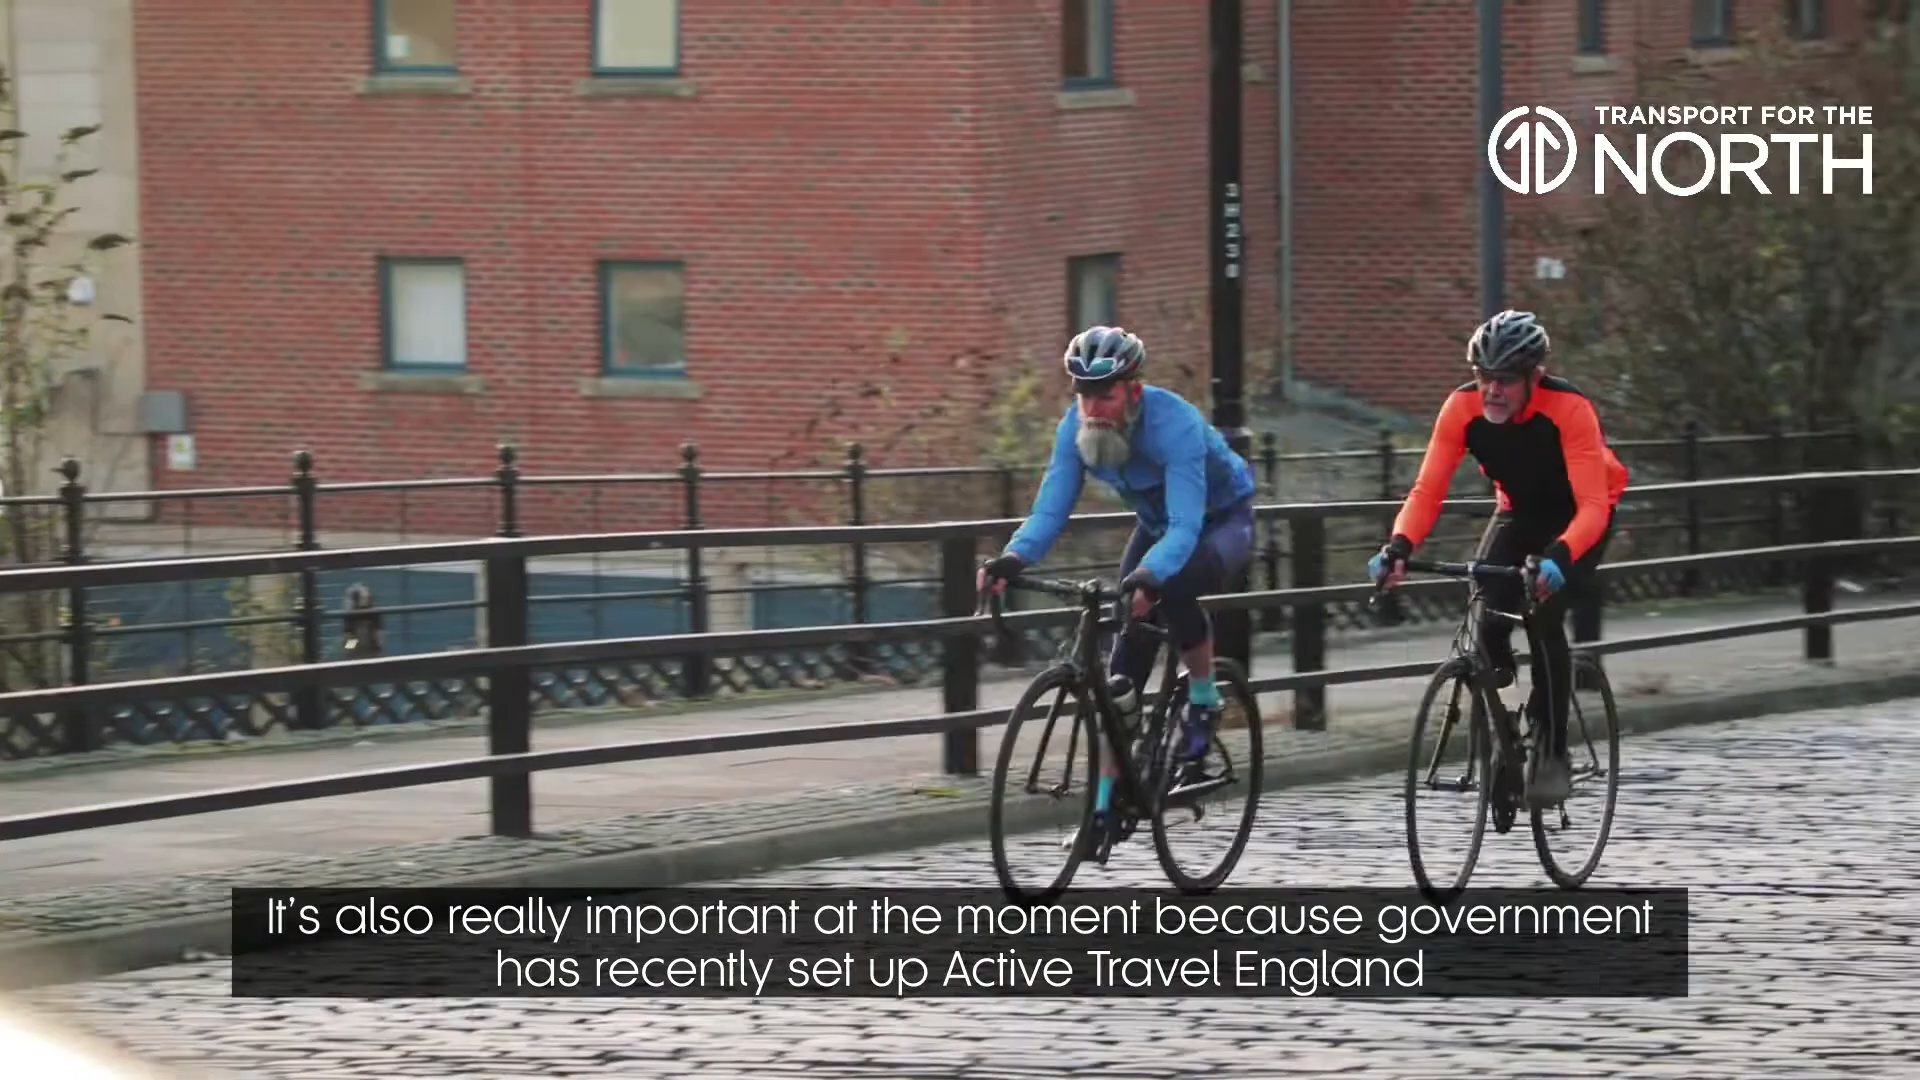 TRANSPORT FOR THE
NORTH
It's also really important at the moment because government
has recently set up Active Travel England